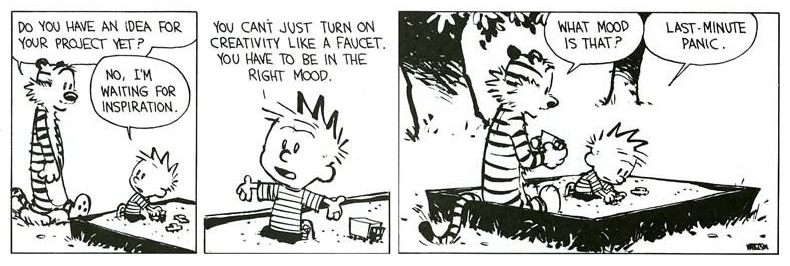 DO YOU HAVE AN IDEA FOR
YOUR PROJECT YET?
NO, I'M
WAITING FOR
INSPIRATION.
YOU CAN'T JUST TURN ON
CREATIVITY LIKE A FAUCET.
YOU HAVE TO BE IN THE
RIGHT MOOD.
WHAT MOOD
IS THAT?
LAST-MINUTE
PANIC.